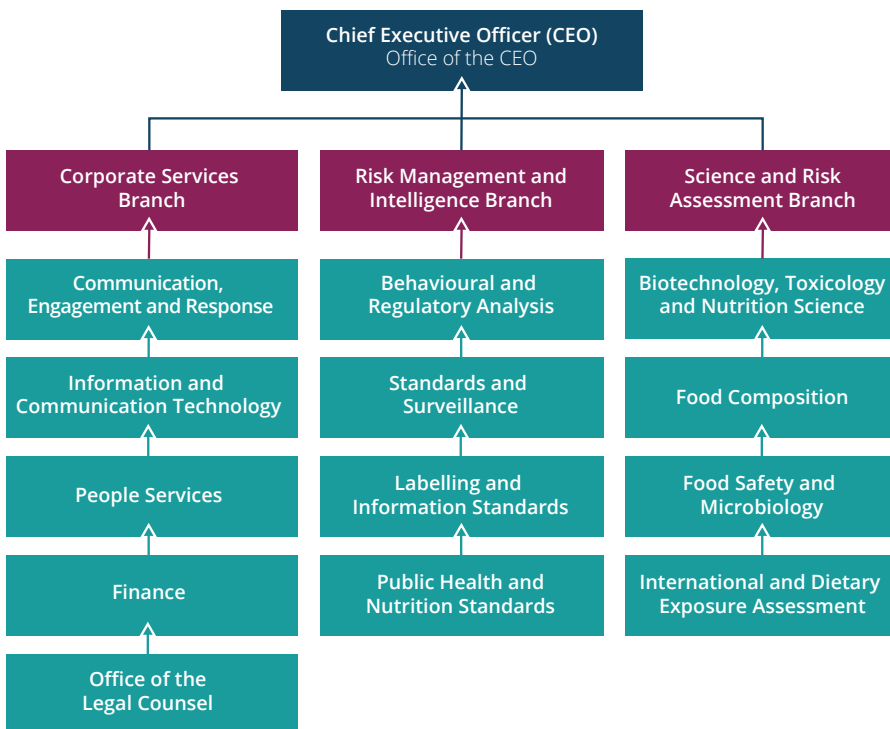 Chief Executive Officer (CEO)
Office of the CEO
Corporate Services
Branch
Communication,
Engagement and Response
Information and
Communication Technology
People Services
Finance
Office of the
Legal Counsel
Risk Management and
Intelligence Branch
Behavioural and
Regulatory Analysis
Standards and
Surveillance
Labelling and
Information Standards
Public Health and
Nutrition Standards
Science and Risk
Assessment Branch
Biotechnology, Toxicology
and Nutrition Science
Food Composition
Food Safety and
Microbiology
International and Dietary
Exposure Assessment